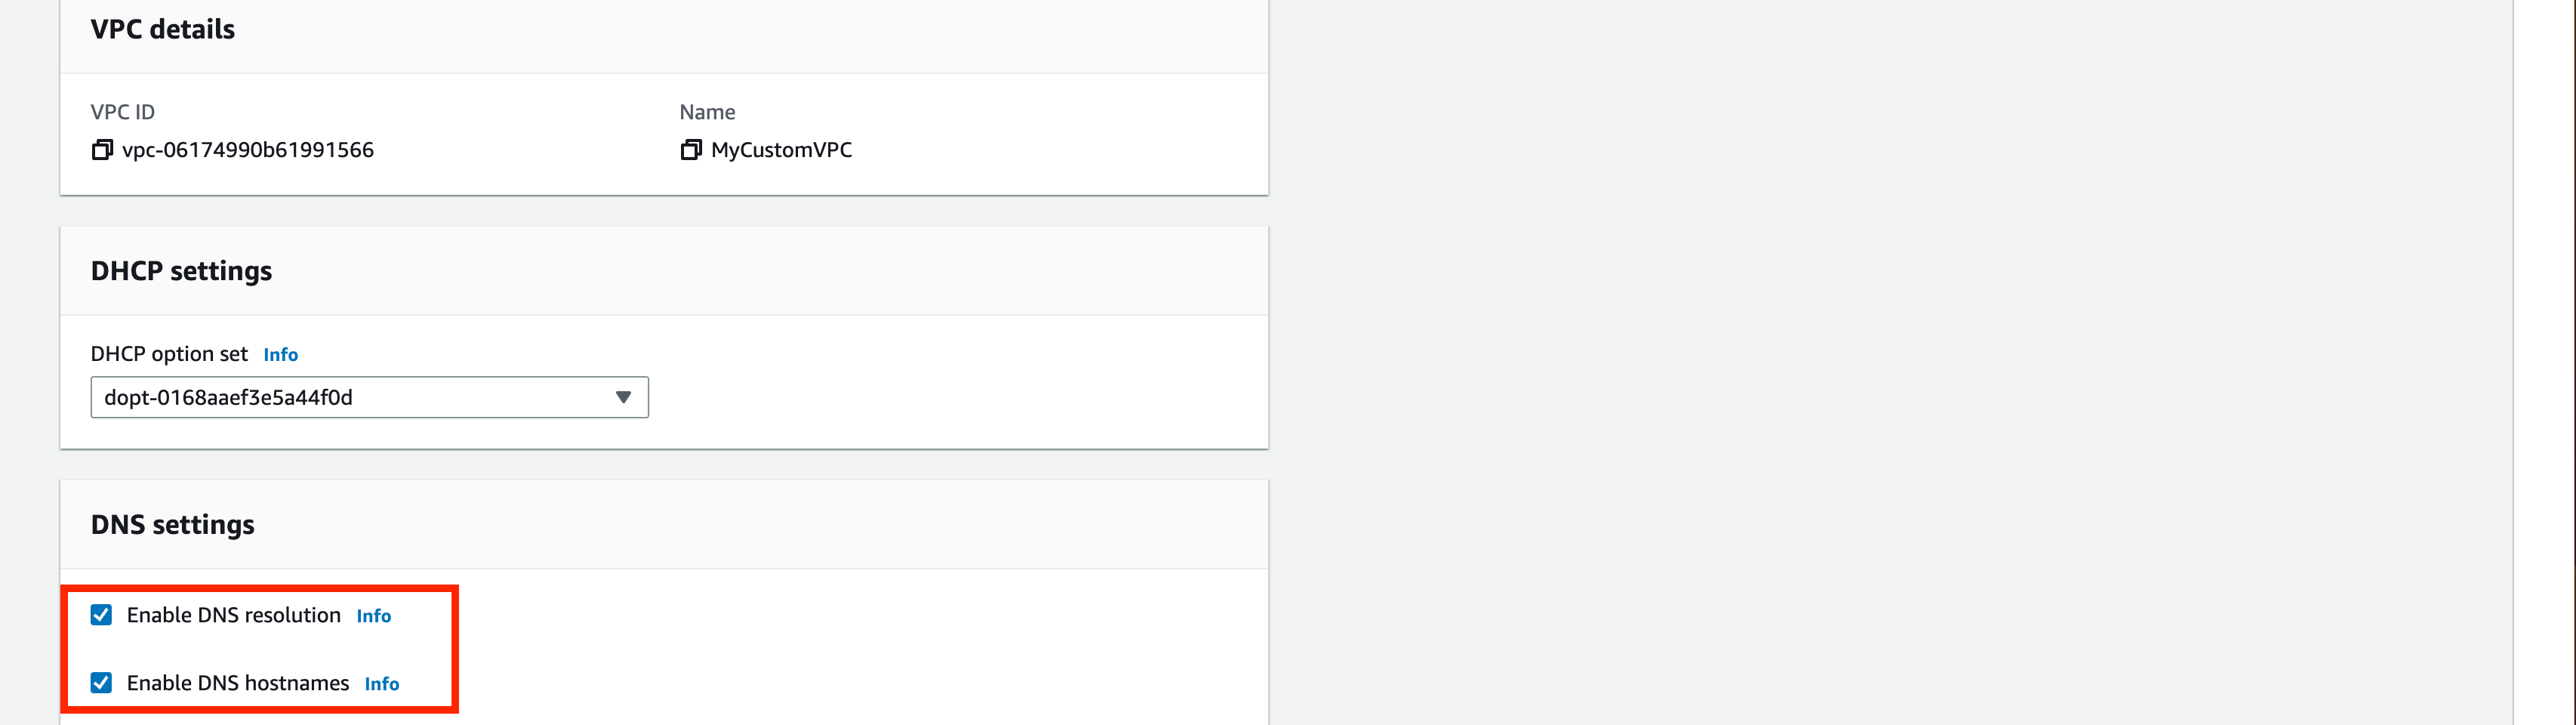 VPC details
VPC ID
Name
vpc-06174990b61991566
MyCustomVPC
DHCP settings
DHCP option set Info
dopt-0168aaef3e5a44f0d
DNS settings
Enable DNS resolution Info
Enable DNS hostnames Info